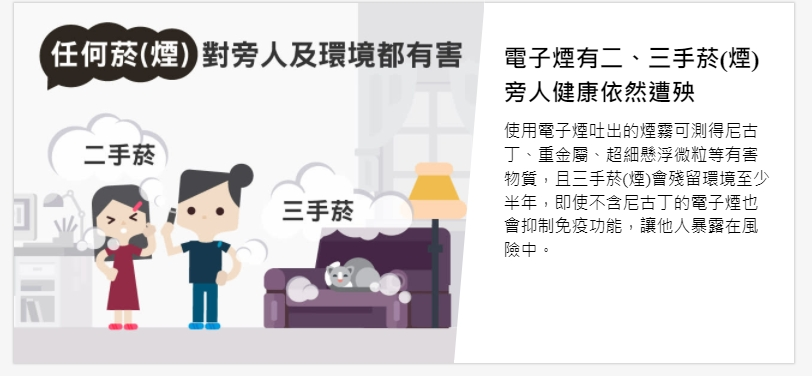 任何菸(煙)對旁人及環境都有害
二手菸
三手菸
電子煙有二、三手菸(煙)
旁人健康依然遭殃
使用電子煙吐出的煙霧可測得尼古
丁、重金屬、超細懸浮微粒等有害
物質，且三手菸(煙)會殘留環境至少
半年，即使不含尼古丁的電子煙也
會抑制免疫功能，讓他人暴露在風
險中。